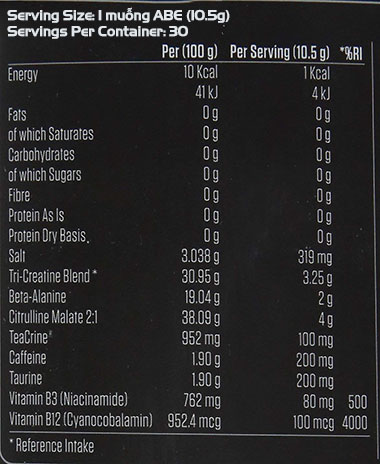 Serving Size: 1 muỗng ABE (10.5g)
Servings Per Container: 30
Per (100 g) Per Serving (10.5 g) *%RI
Energy 10 Kcal 1 Kcal
41 kJ 4 kJ
Fats 0 g 0 g
of which Saturates 0 g 0 g
Carbohydrates 0 g 0 g
of which Sugars 0 g 0 g
Fibre 0 g 0 g
Protein As Is 0 g 0 g
Protein Dry Basis, 0 g 0 g
Salt 3.038 g 319 mg
Tri-Creatine Blend * 30.95 g 3.25 g
Beta-Alanine 19.04 g 2 g
Citrulline Malate 2:1 38.09 g 4 g
TeaCrine® 952 mg 100 mg
Caffeine 1.90 g 200 mg
Taurine 1.90 g 200 mg
Vitamin B3 (Niacinamide) 762 mg 80 mg 500
Vitamin B12 (Cyanocobalamin) 952.4 mcg 100 mcg 4000
* Reference Intake